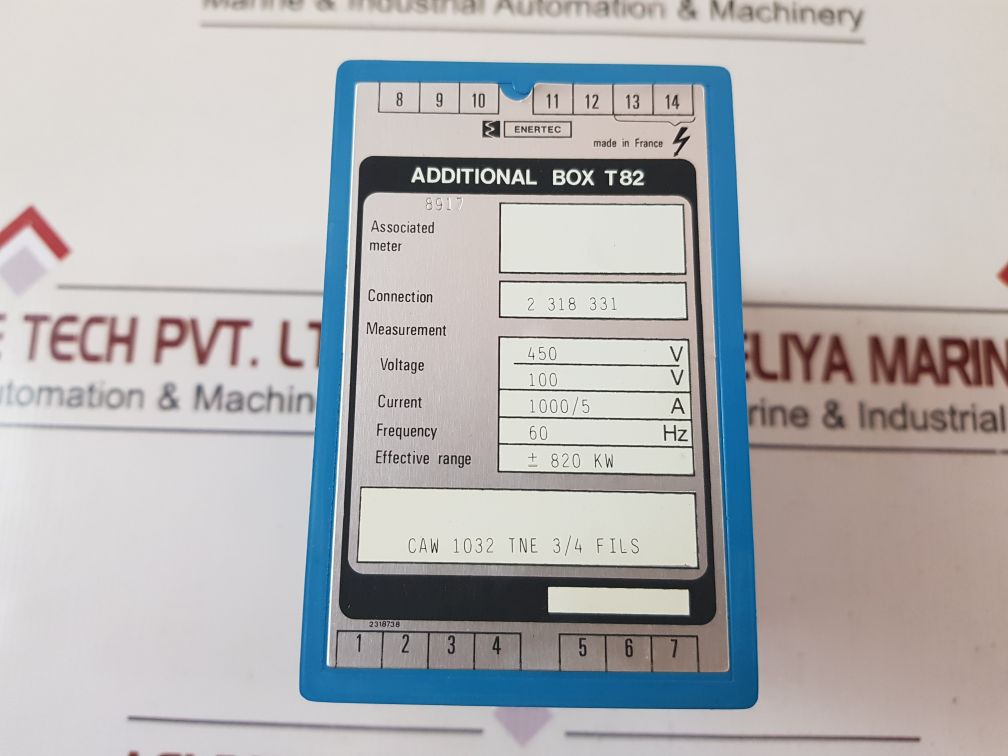 Marine & Industrial Automation & Machinery
8 9 10 11 12 13 14
ENERTEC
made in France
ADDITIONAL BOX T82
8917
Associated
meter
Connection 2 318 331
Measurement
Voltage 450 V
100 V
Current 1000/5 A
Frequency 60 Hz
Effective range ± 820 KW
CAW 1032 TNE 3/4 FILS
2318738
1 2 3 4 5 6 7
E TECH PVT. LT
utomation & Machin
ELIYA MARIN
rine & Industrial